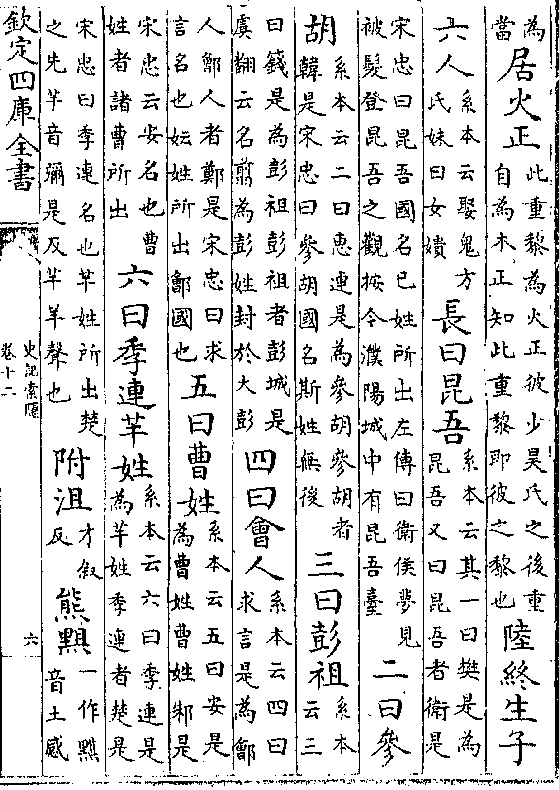 為當居火正此重黎為火正彼少昊氏之後重自為木正知此重黎即彼之黎也陸終生子
六人系本云娶鬼方氏妹曰女嬇長曰昆吾系本云其一曰樊是為昆吾又曰昆吾者衛是
宋忠曰昆吾國名已姓所出左傳曰衛侯夢見被髮登昆吾之觀按今濮陽城中有昆吾臺二曰參
胡系本云二曰惠連是為參胡參胡者韓是宋忠曰參胡國名斯姓無後三曰彭祖系本云三
曰籛是為彭祖彭祖者彭城是虞翻云名翦為彭姓封於大彭四曰會人系本云四曰求言是為鄶
人鄶人者鄭是宋忠曰求言名也妘姓所出鄶國也五曰曹姓系本云五曰安是為曹姓曹姓邾是
宋忠云安名也曹姓者諸曹所出六曰季連芈姓系本云六曰季連是為芈姓季連者楚是
宋忠曰季連名也芈姓所出楚之先芈音彌是反芈羊聲也附沮才叙反熊䵣一作黵音土感
欽定四庫全書
史記索隱
卷十二
六